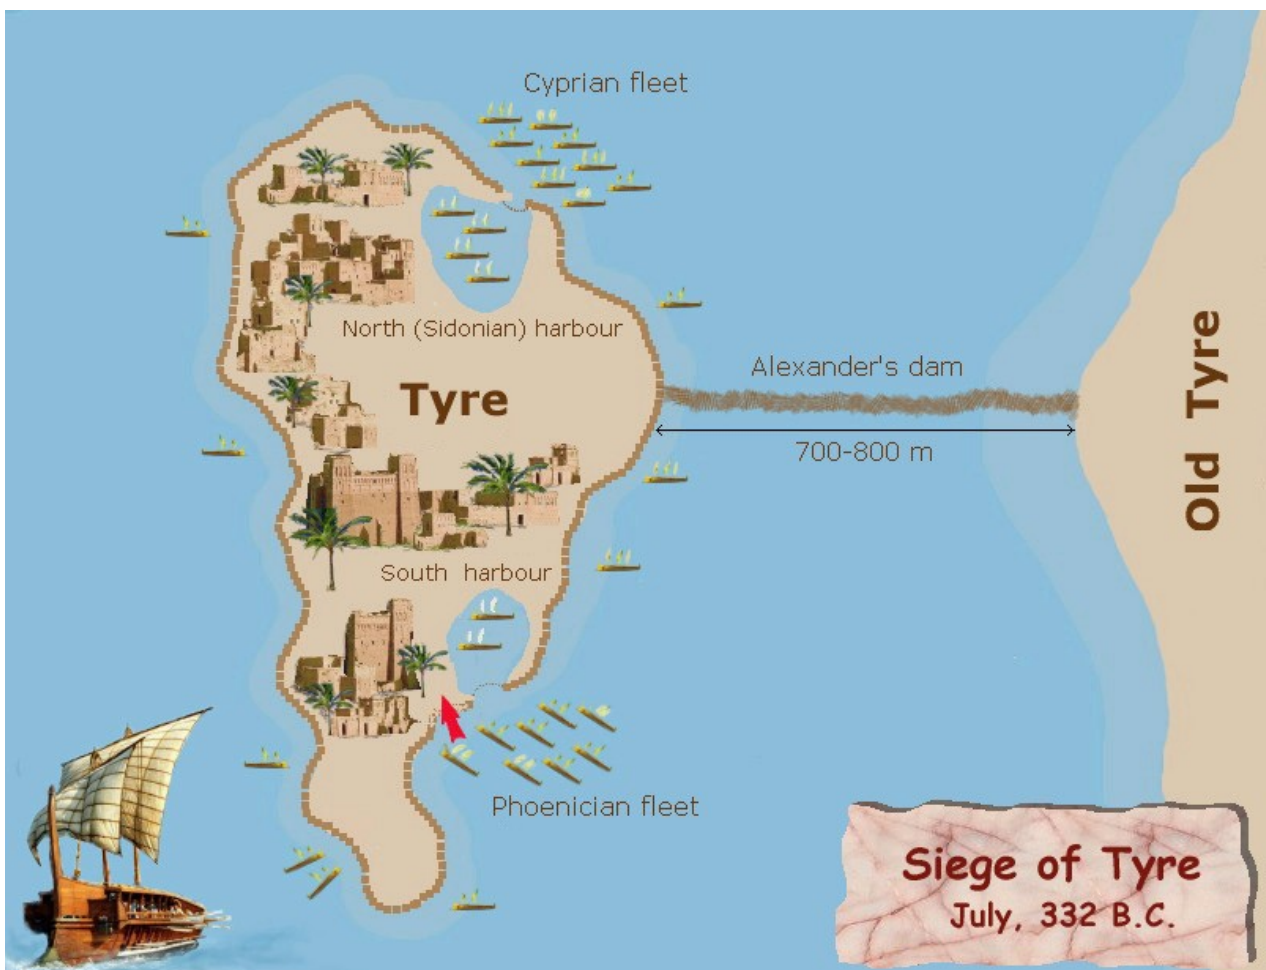 Cyprian fleet
North (Sidonian) harbour
Tyre
Alexander's dam
700-800 m
Old Tyre
South harbour
Phoenician fleet
Siege of Tyre
July, 332 B.C.